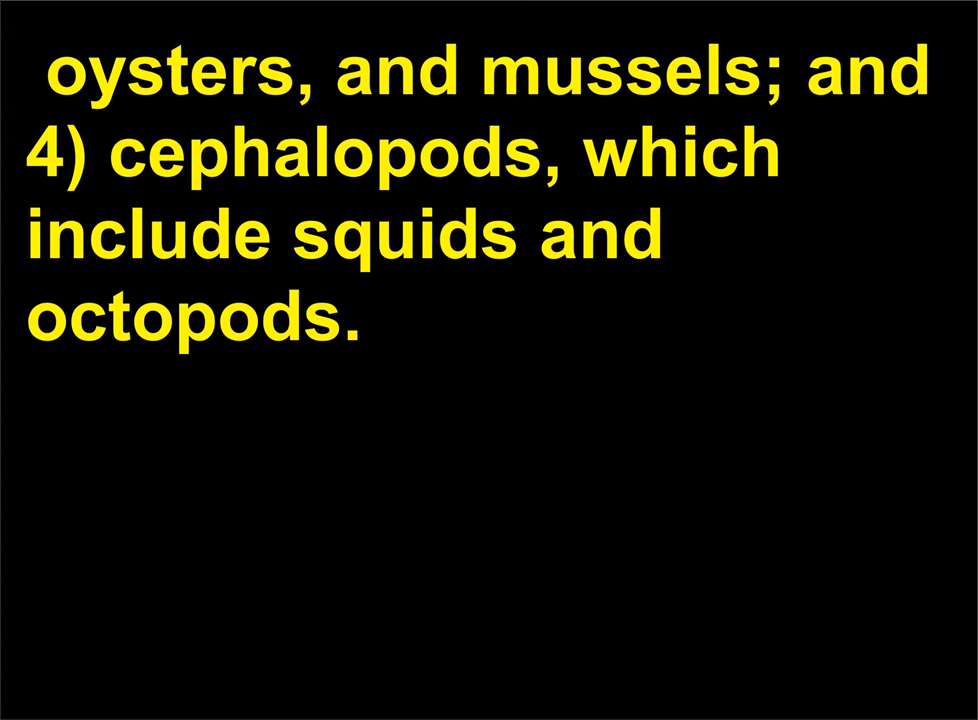 oysters, and mussels; and
4) cephalopods, which
include squids and
octopods.